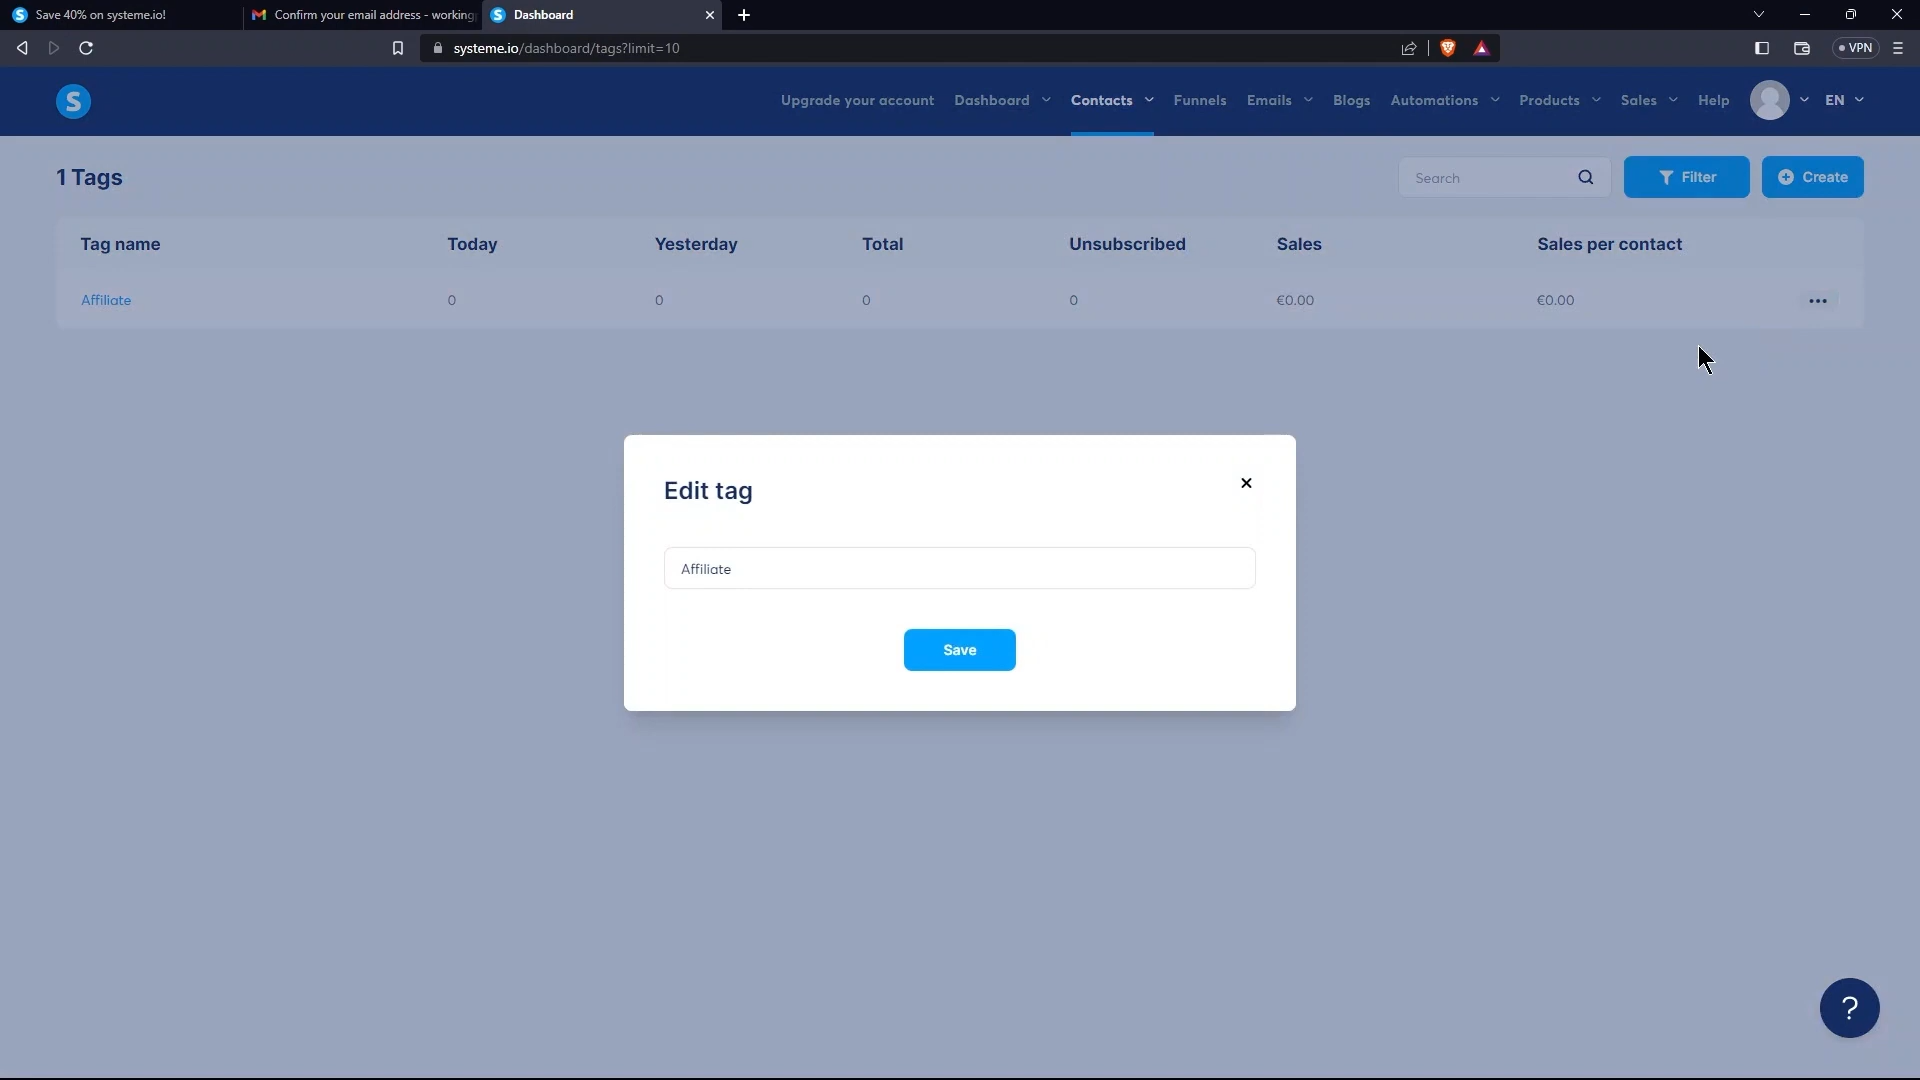 Save 40% on systeme.io!
Confirm your email address - working
Dashboard
systeme.io/dashboard/tags?limit=10
VPN
S
Upgrade your account Dashboard Contacts Funnels Emails Blogs Automations Products Sales Help EN
1 Tags
Search
Filter
Create
Tag name Today Yesterday Total Unsubscribed Sales Sales per contact
Affiliate 0 0 0 0 €0.00 €0.00
Edit tag
Affiliate
Save
?